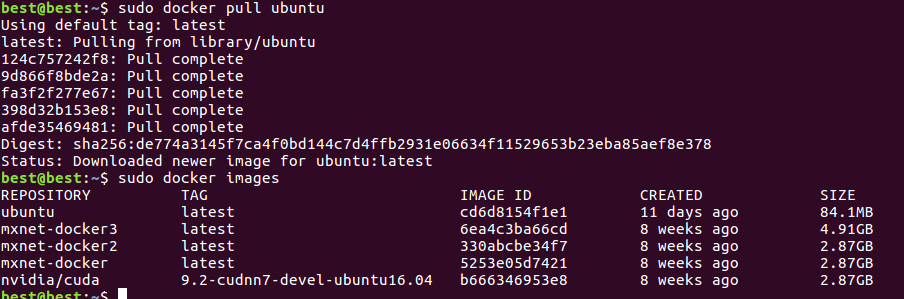 best@best:~$ sudo docker pull ubuntu
Using default tag: latest
latest: Pulling from library/ubuntu
124c757242f8: Pull complete
9d866f8bde2a: Pull complete
fa3f2f277e67: Pull complete
398d32b153e8: Pull complete
afde35469481: Pull complete
Digest: sha256:de774a3145f7ca4f0bd144c7d4ffb2931e06634f11529653b23eba85aef8e378
Status: Downloaded newer image for ubuntu:latest
best@best:~$ sudo docker images
REPOSITORY TAG IMAGE ID CREATED SIZE
ubuntu latest cd6d8154f1e1 11 days ago 84.1MB
mxnet-docker3 latest 6ea4c3ba66cd 8 weeks ago 4.91GB
mxnet-docker2 latest 330abcbe34f7 8 weeks ago 2.87GB
mxnet-docker latest 5253e05d7421 8 weeks ago 2.87GB
nvidia/cuda 9.2-cudnn7-devel-ubuntu16.04 b666346953e8 8 weeks ago 2.87GB
best@best:~$